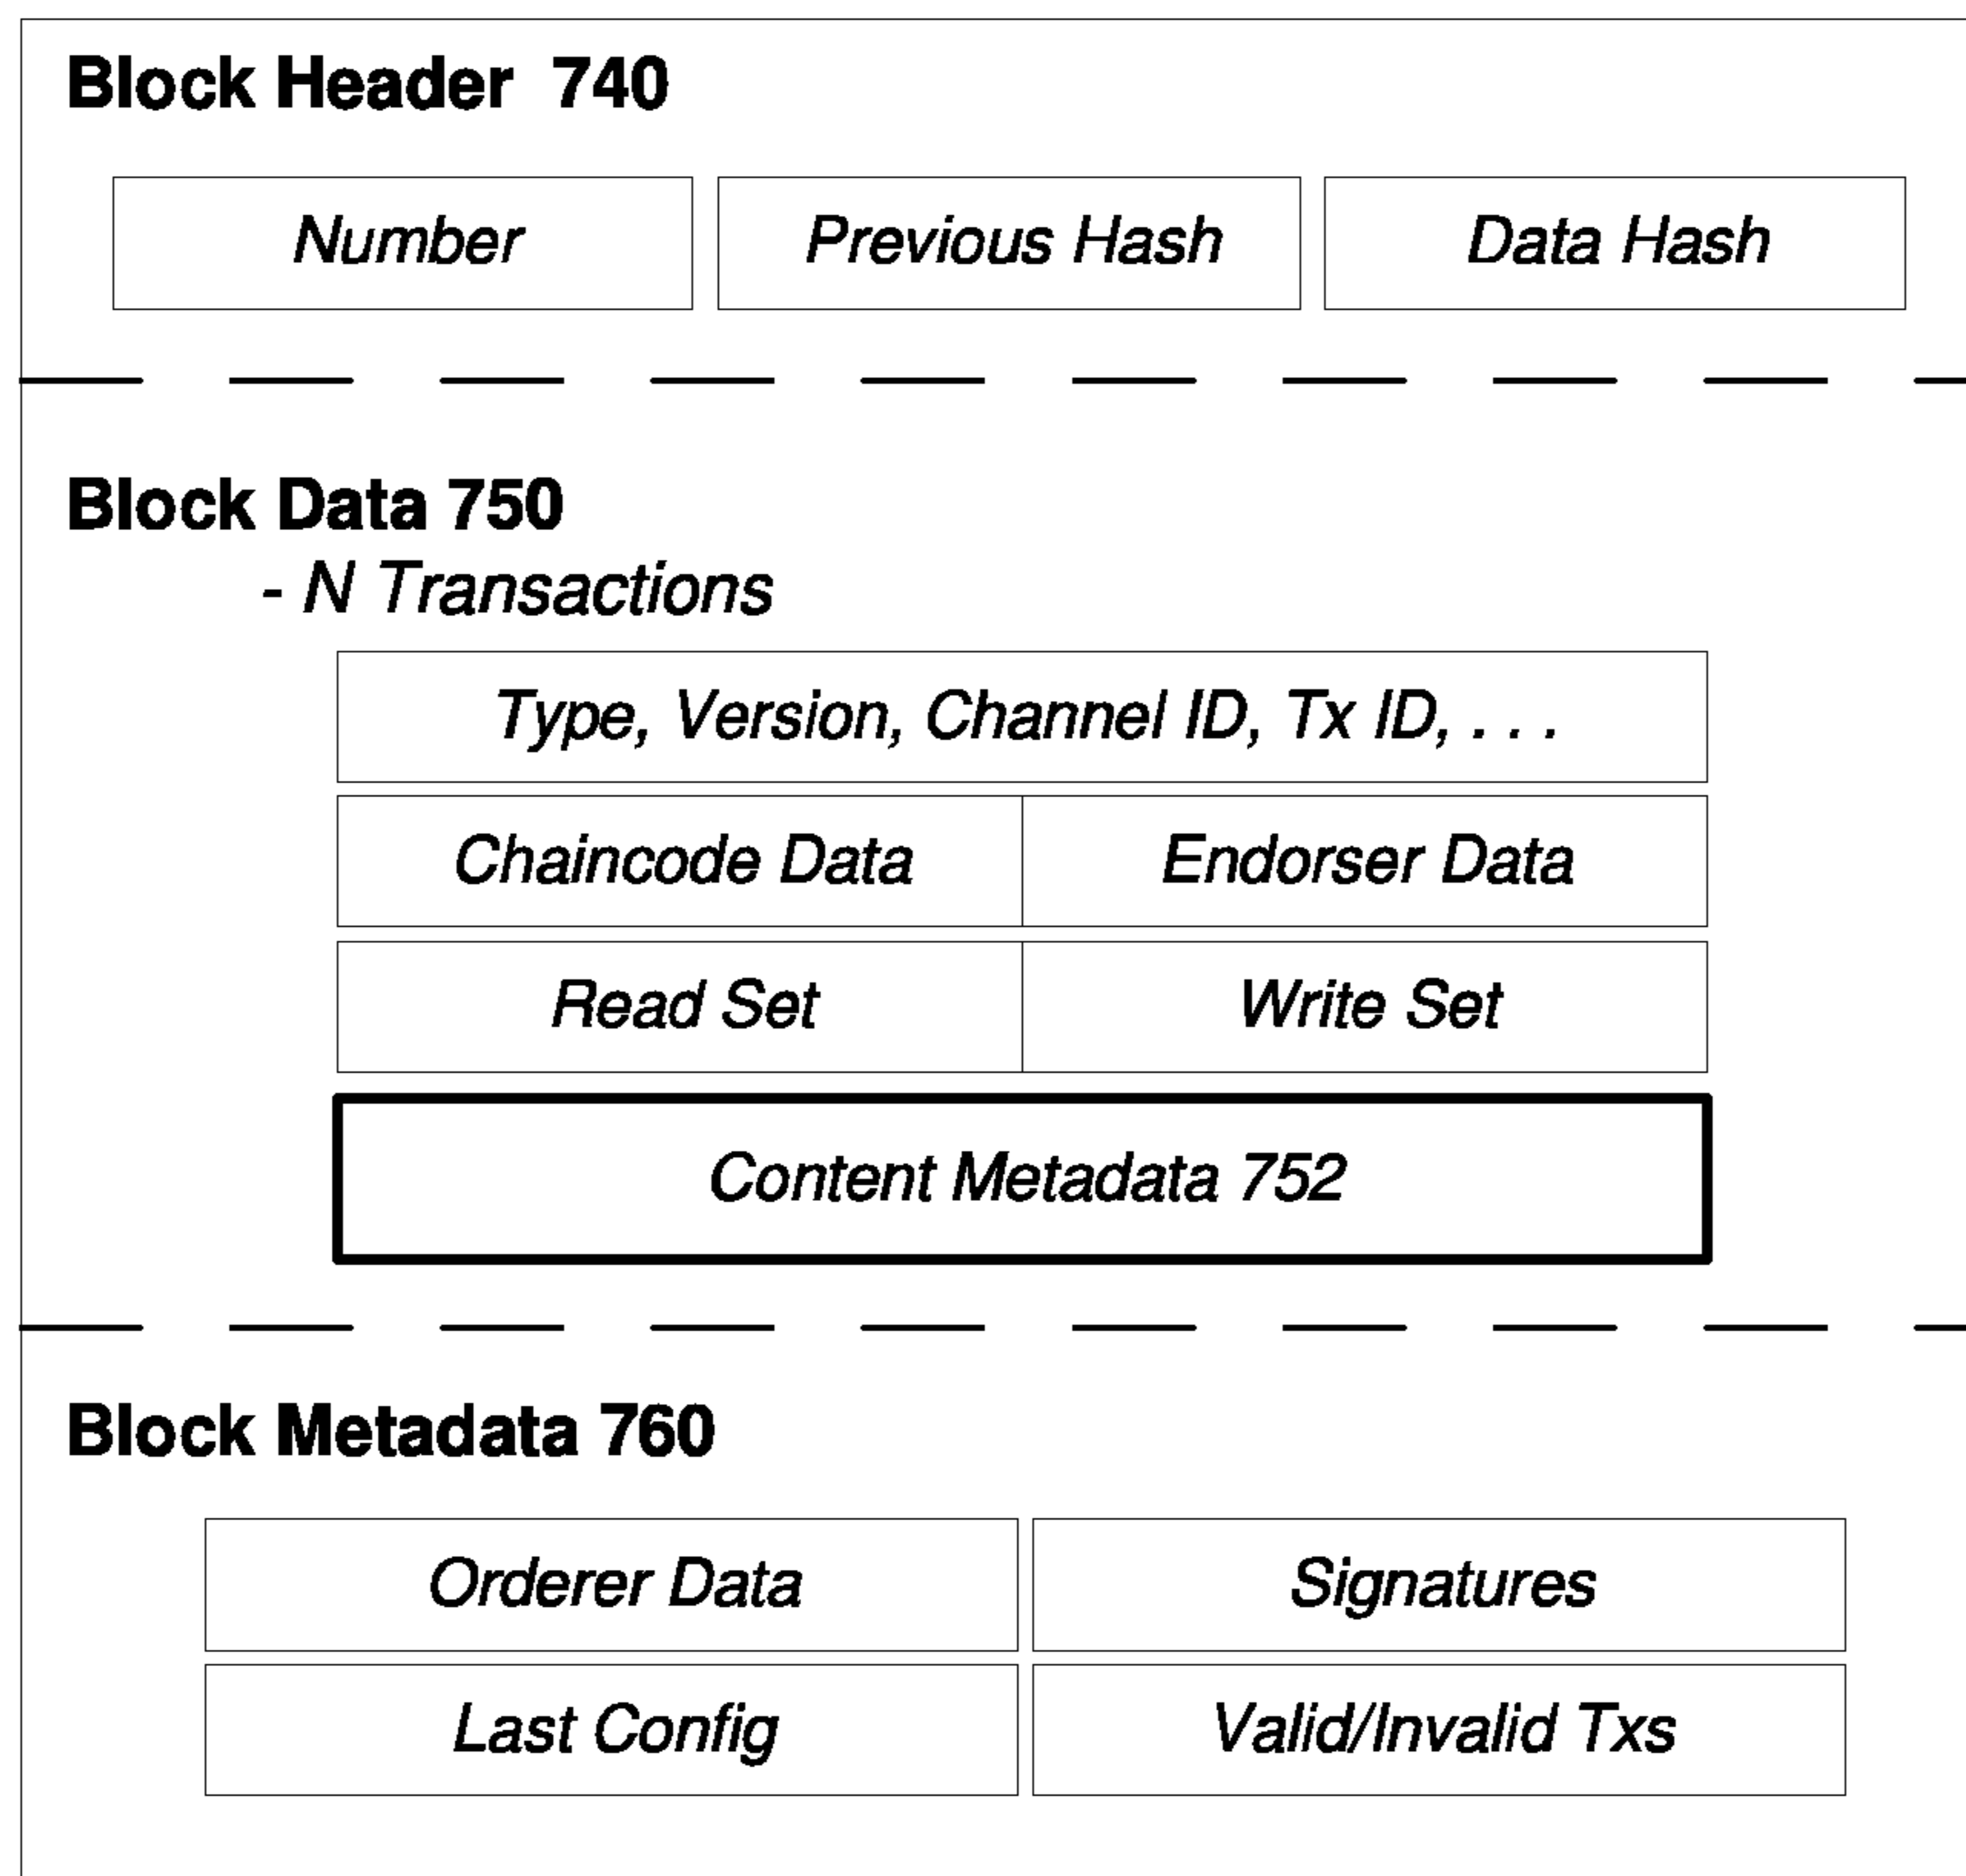 Block Header 740
Number Previous Hash Data Hash
Block Data 750
- N Transactions
Type, Version, Channel ID, Tx ID, . . .
Chaincode Data Endorser Data
Read Set Write Set
Content Metadata 752
Block Metadata 760
Orderer Data Signatures
Last Config Valid/Invalid Txs